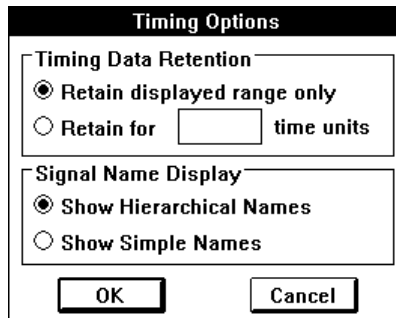 Timing Options
Timing Data Retention
Retain displayed range only
Retain for time units
Signal Name Display
Show Hierarchical Names
Show Simple Names
OK Cancel